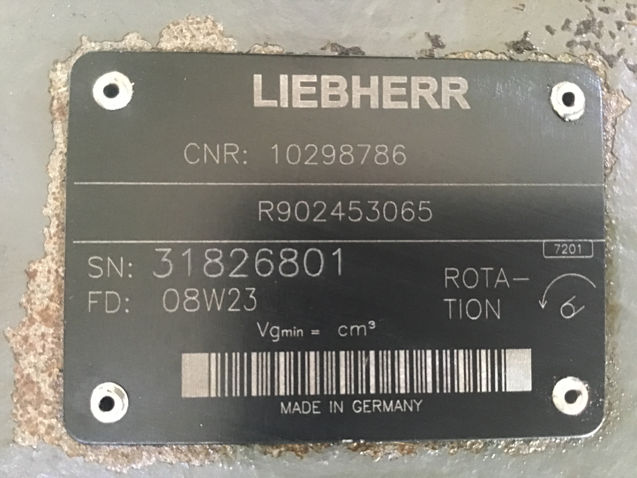 LIEBHERR
CNR: 10298786
R902453065
7201
SN: 31826801
FD: 08W23
ROTA-
TION
Vgmin = cm³
MADE IN GERMANY